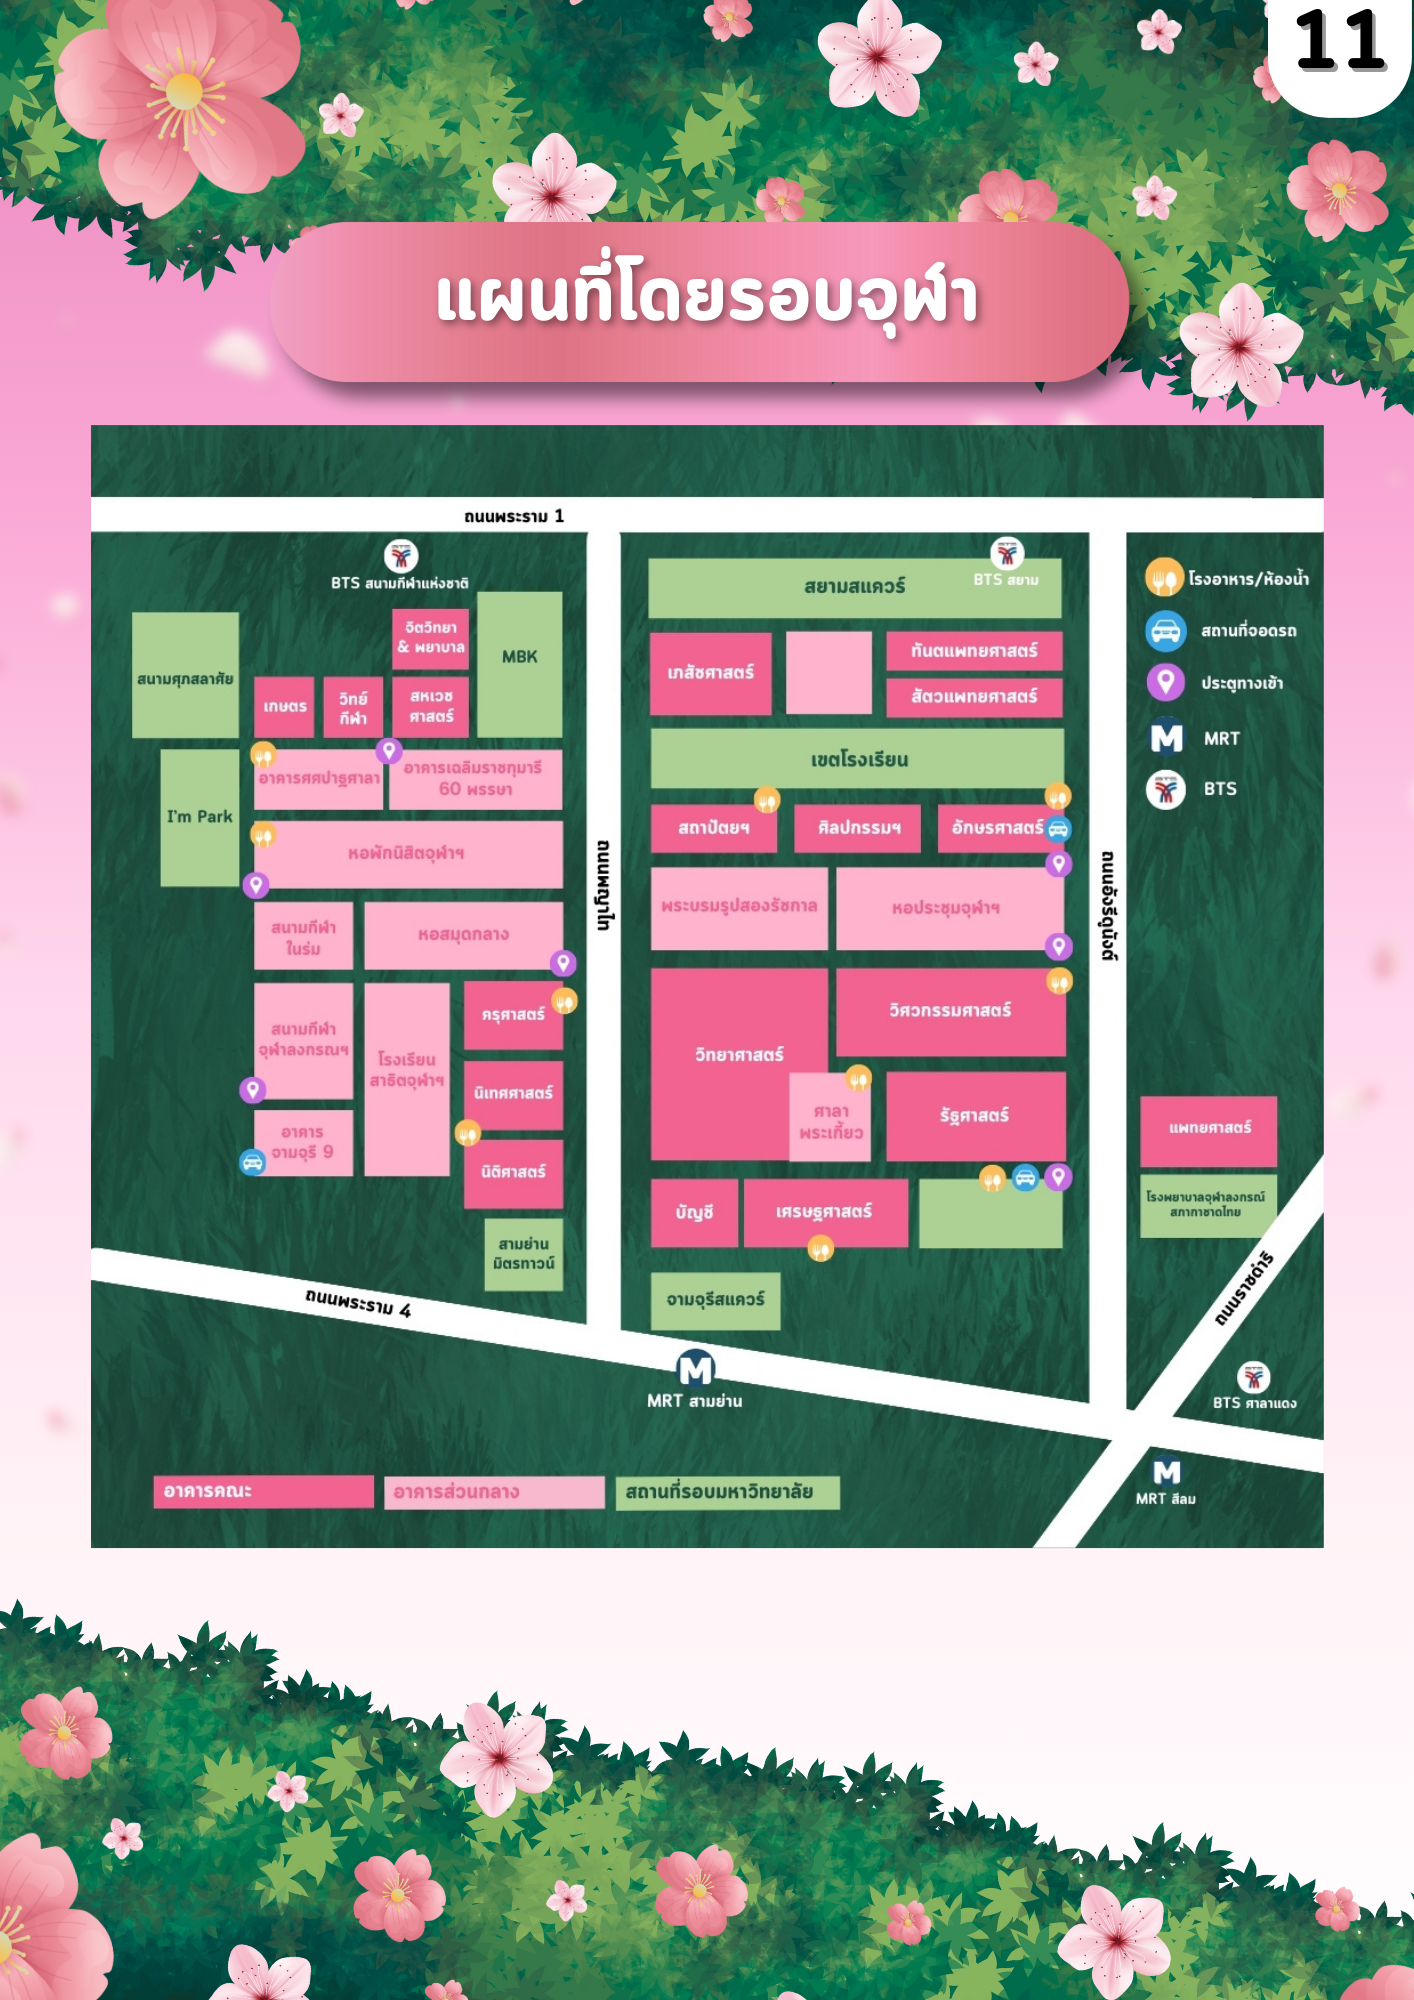 11
แผนที่โดยรอบจุฬา
ถนนพระราม 1
BTS สนามกีฬาแห่งชาติ
BTS สยาม
สยามสแควร์
โรงอาหาร/ห้องน้ำ
สถานที่จอดรถ
ประตูทางเข้า
MRT
BTS
สนามศุภสลาศัย
จิตวิทยา
& พยาบาล
MBK
เกษตร
วิทย์
กีฬา
สหเวช
ศาสตร์
เภสัชศาสตร์
ทันตแพทยศาสตร์
สัตวแพทยศาสตร์
I'm Park
อาคารศศปาฐศาลา
อาคารเฉลิมราชกุมารี
60 พรรษา
เขตโรงเรียน
หอพักนิสิตจุฬาฯ
สถาปัตยฯ
ศิลปกรรมฯ
อักษรศาสตร์
ถนนพญาไท
ถนนอังรีดูนังต์
สนามกีฬา
ในร่ม
หอสมุดกลาง
พระบรมรูปสองรัชกาล
หอประชุมจุฬาฯ
สนามกีฬา
จุฬาลงกรณฯ
โรงเรียน
สาธิตจุฬาฯ
ครุศาสตร์
นิเทศศาสตร์
นิติศาสตร์
อาคาร
จามจุรี 9
วิทยาศาสตร์
วิศวกรรมศาสตร์
ศาลา
พระเกี้ยว
รัฐศาสตร์
แพทยศาสตร์
โรงพยาบาลจุฬาลงกรณ์
สภากาชาดไทย
บัญชี
เศรษฐศาสตร์
สามย่าน
มิตรทาวน์
จามจุรีสแควร์
ถนนพระราม 4
ถนนราชดำริ
MRT สามย่าน
BTS ศาลาแดง
MRT สีลม
อาคารคณะ
อาคารส่วนกลาง
สถานที่รอบมหาวิทยาลัย